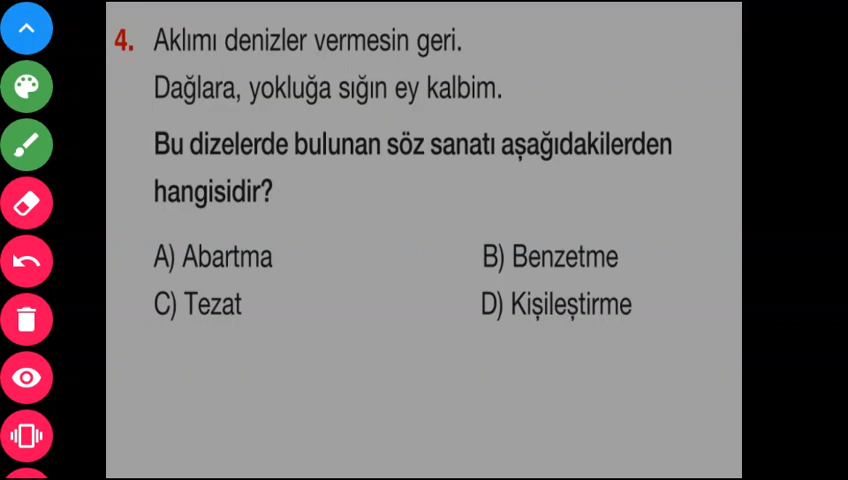 4. Aklımı denizler vermesin geri.
Dağlara, yokluğa sığın ey kalbim.
Bu dizelerde bulunan söz sanatı aşağıdakilerden
hangisidir?
A) Abartma B) Benzetme
C) Tezat D) Kişileştirme